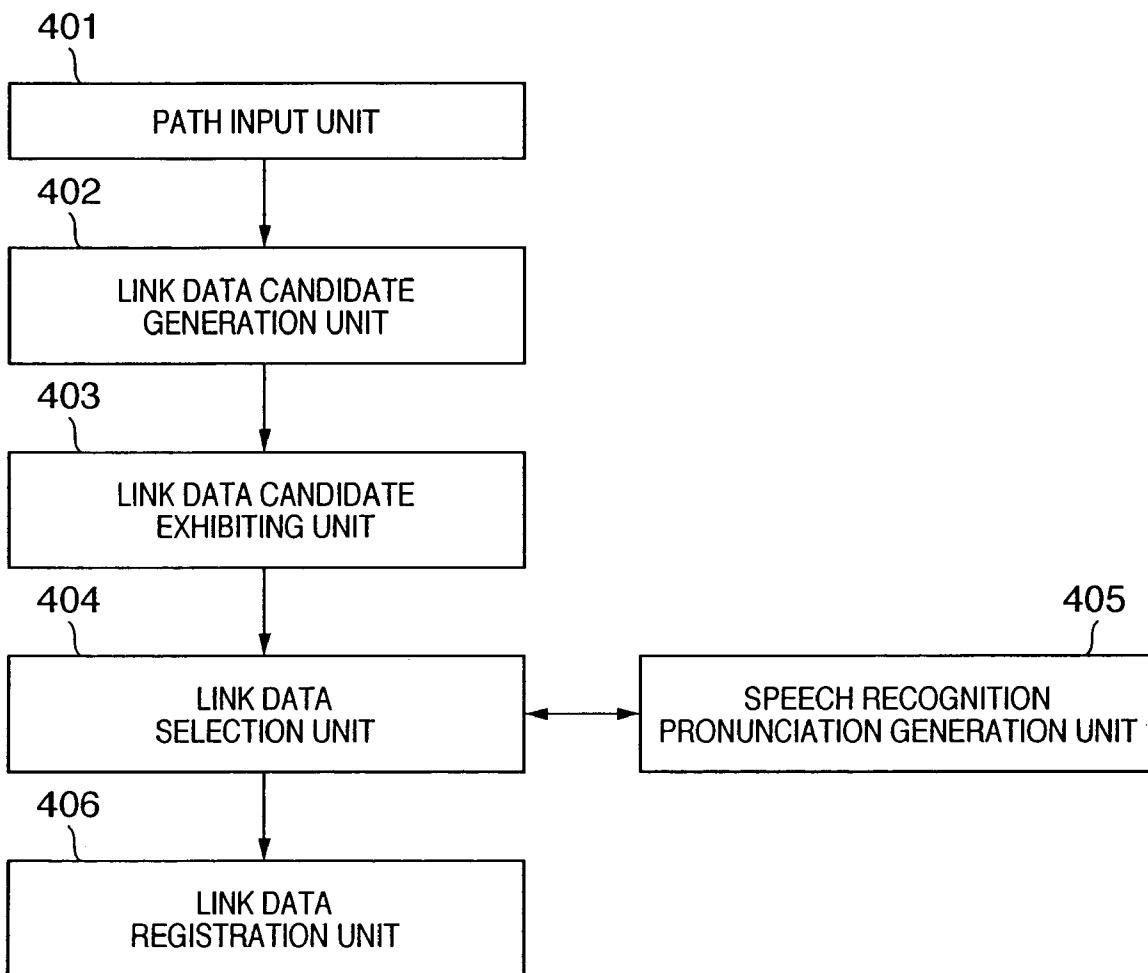 401
PATH INPUT UNIT
402
LINK DATA CANDIDATE
GENERATION UNIT
403
LINK DATA CANDIDATE
EXHIBITING UNIT
404
LINK DATA
SELECTION UNIT
405
SPEECH RECOGNITION
PRONUNCIATION GENERATION UNIT
406
LINK DATA
REGISTRATION UNIT